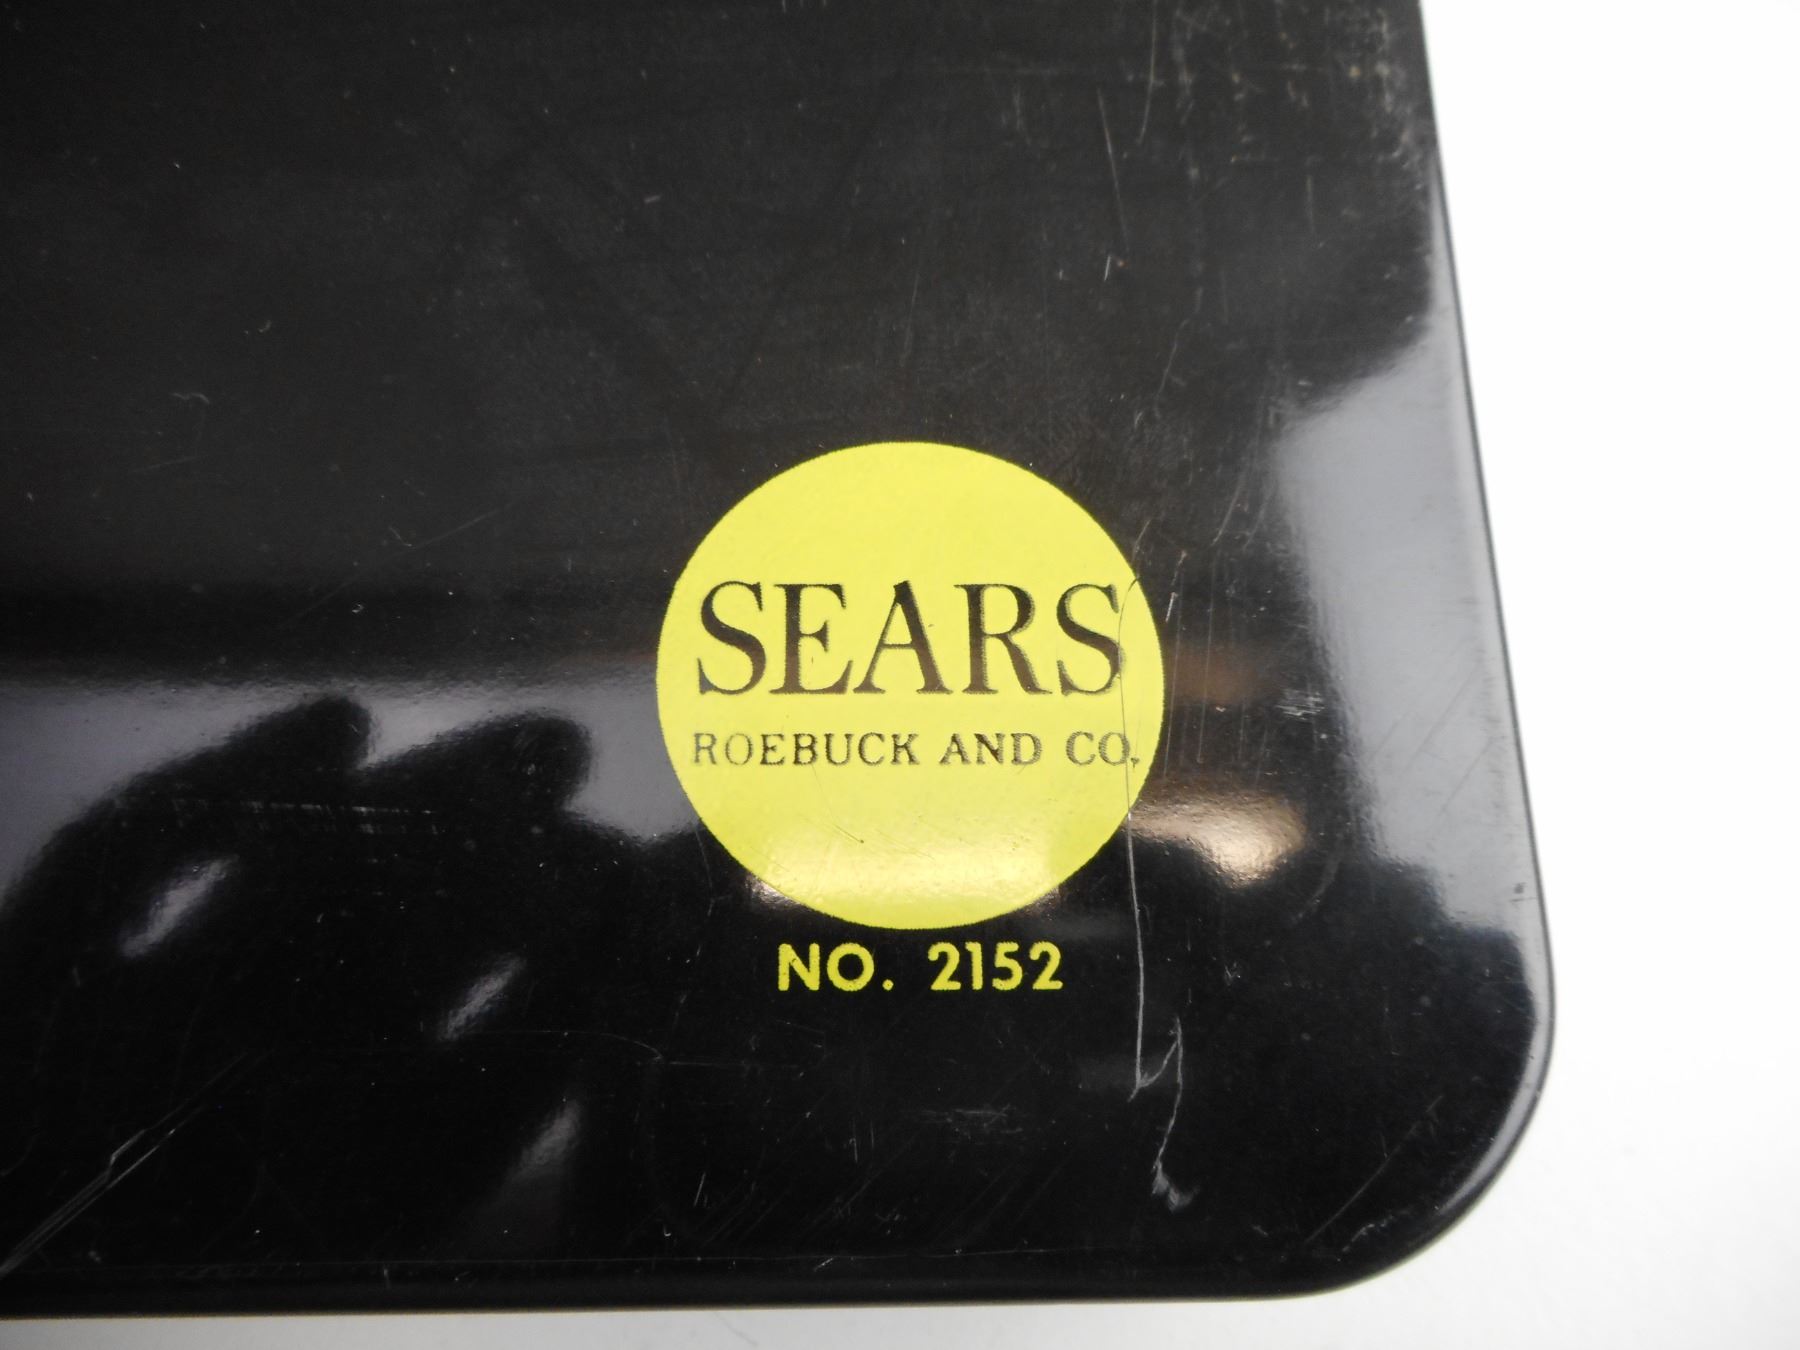 SEARS
ROEBUCK AND CO.
NO. 2152